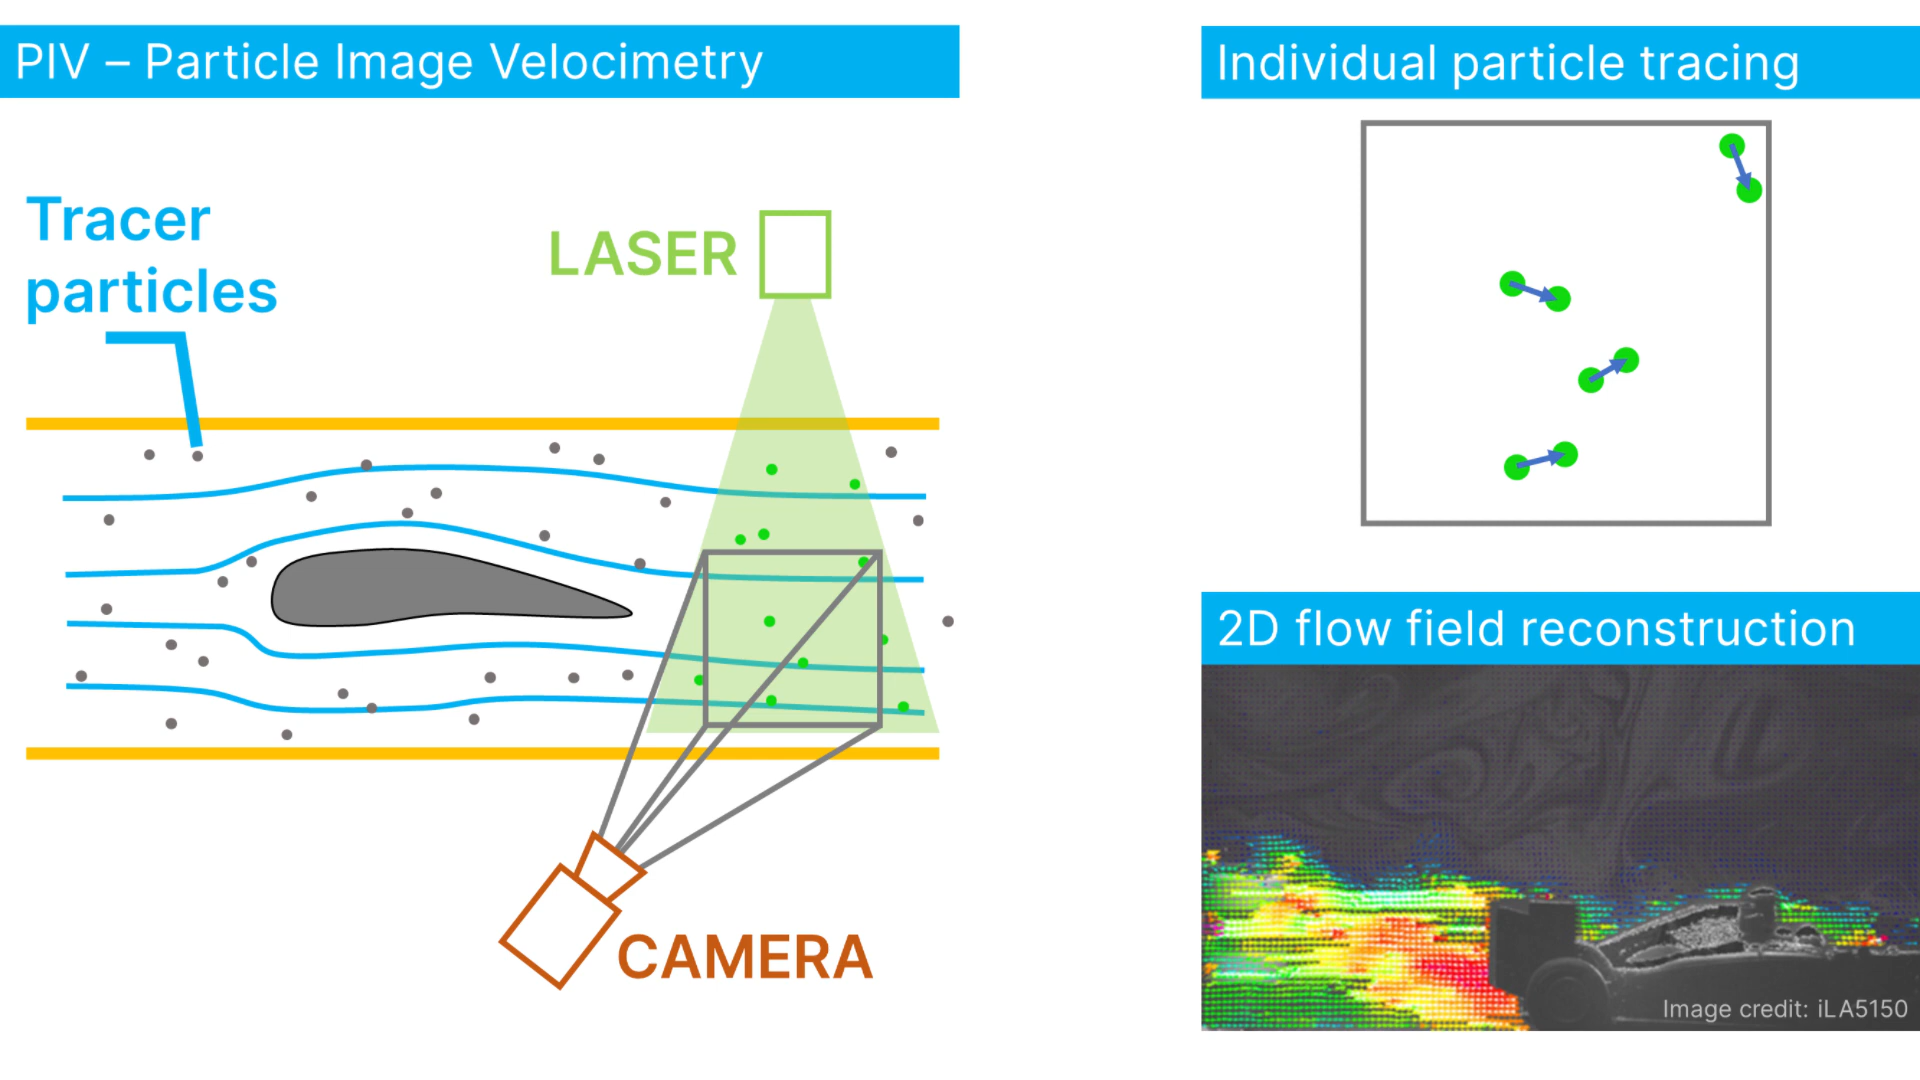 PIV – Particle Image Velocimetry
Tracer
particles
LASER
CAMERA
Individual particle tracing
2D flow field reconstruction
Image credit: iLA5150